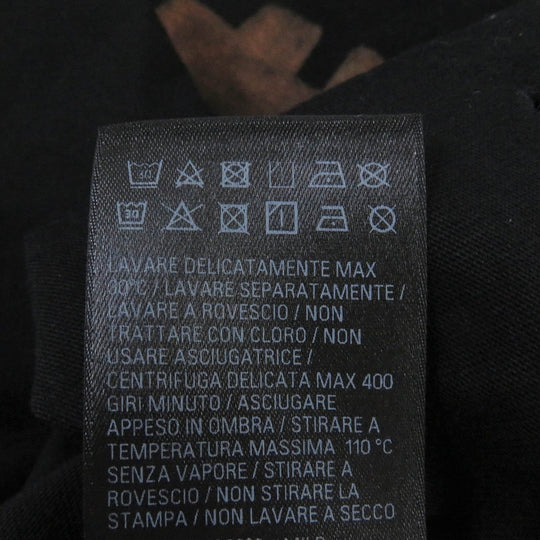 30
30
LAVARE DELICATAMENTE MAX
30°C / LAVARE SEPARATAMENTE /
LAVARE A ROVESCIO / NON
TRATTARE CON CLORO / NON
USARE ASCIUGATRICE /
CENTRIFUGA DELICATA MAX 400
GIRI MINUTO / ASCIUGARE
APPESO IN OMBRA / STIRARE A
TEMPERATURA MASSIMA 110 °C
SENZA VAPORE / STIRARE A
ROVESCIO / NON STIRARE LA
STAMPA / NON LAVARE A SECCO